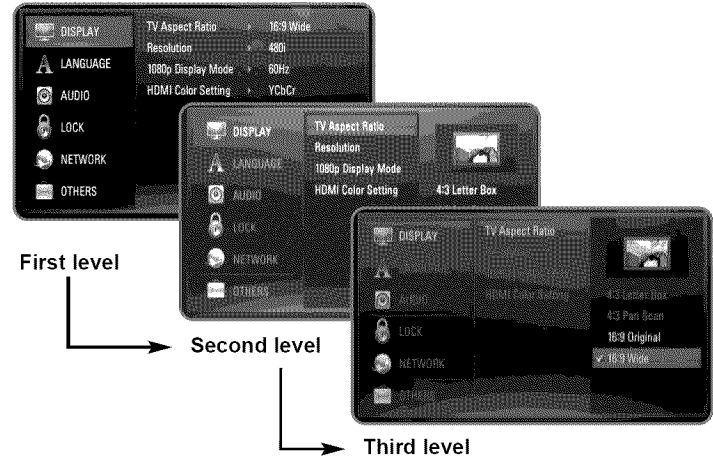 DISPLAY
LANGUAGE
AUDIO
LOCK
NETWORK
OTHERS
TV Aspect Ratio 16:9 Wide
Resolution 480i
1080p Display Mode 60Hz
HDMI Color Setting YCbCr
DISPLAY
LANGUAGE
AUDIO
LOCK
NETWORK
OTHERS
TV Aspect Ratio
Resolution
1080p Display Mode
HDMI Color Setting
4:3 Letter Box
DISPLAY
A
AUDIO
LOCK
NETWORK
OTHERS
TV Aspect Ratio
HDMI Color Setting
4:3 Letter Box
4:3 Pan Scan
16:9 Original
✓ 16:9 Wide
First level
Second level
Third level